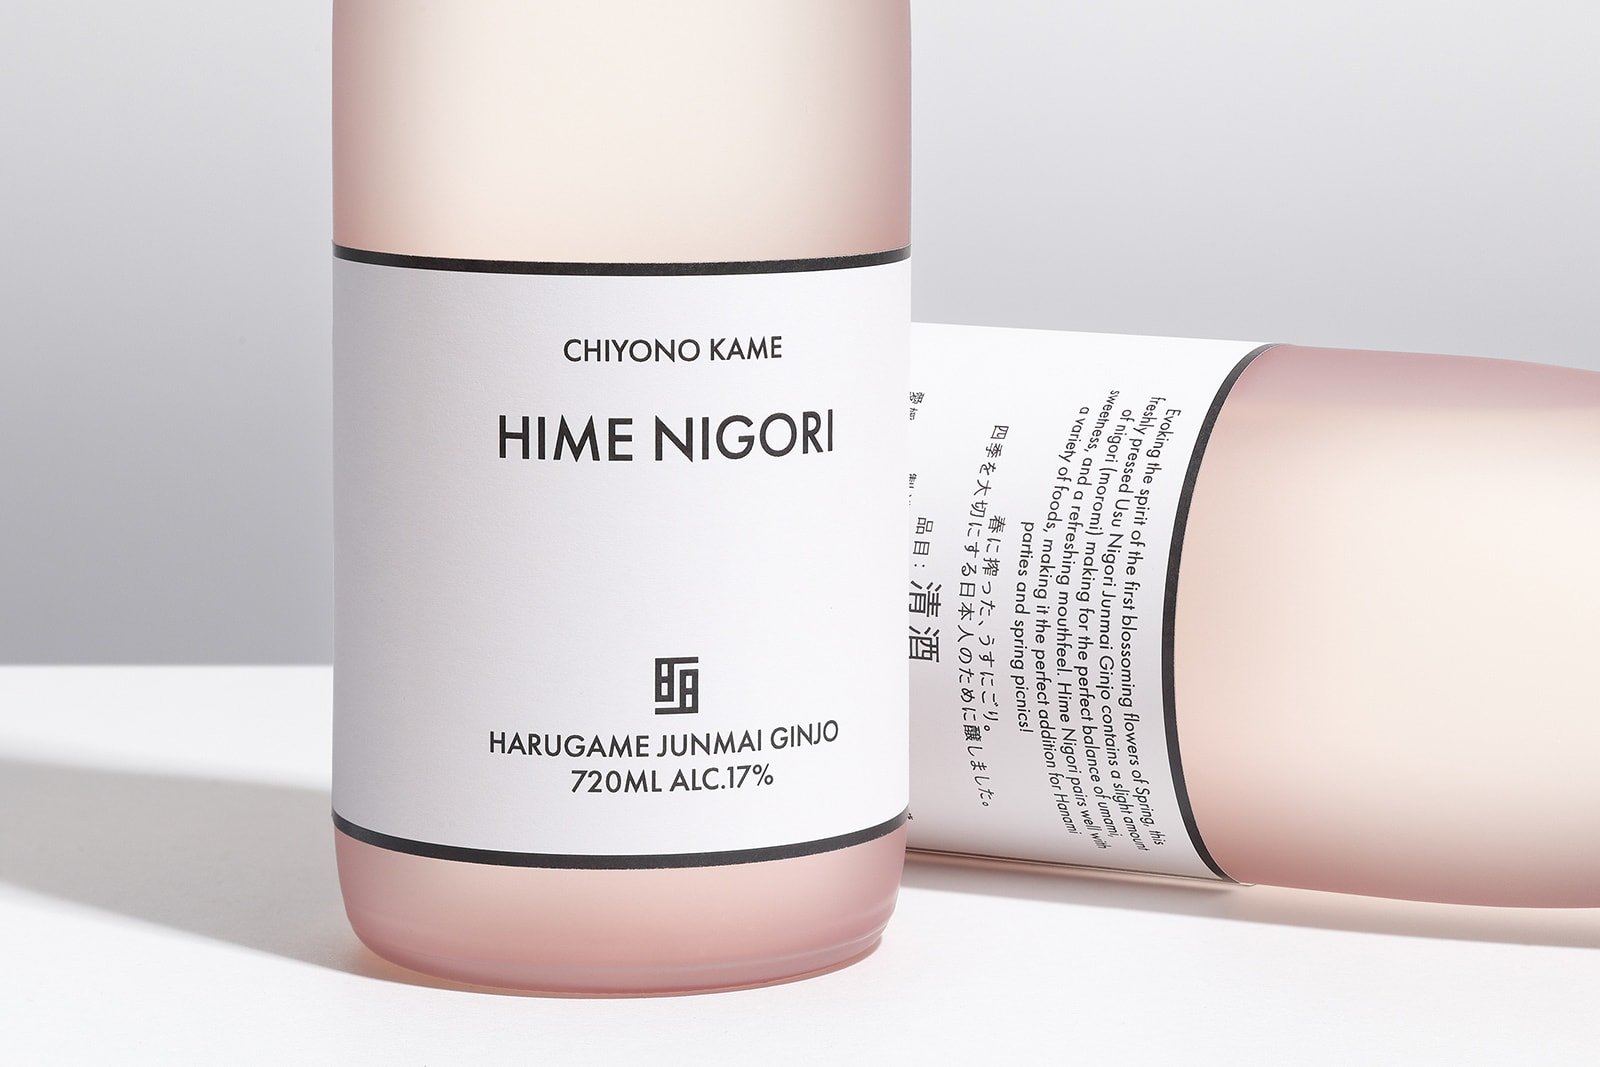 CHIYONO KAME
HIME NIGORI
HARUGAME JUNMAI GINJO
720ML ALC.17%
Evoking the spirit of the first blossoming flowers of Spring, this
freshly pressed Usu Nigori Junmai Ginjo contains a slight amount
of nigori (moromi) making for the perfect balance of umami,
sweetness, and a refreshing mouthfeel. Hime Nigori pairs well with
a variety of foods, making it the perfect addition for Hanami
parties and spring picnics!
春に搾った、うすにごり。
四季を大切にする日本人のために醸しました。
品目：清酒